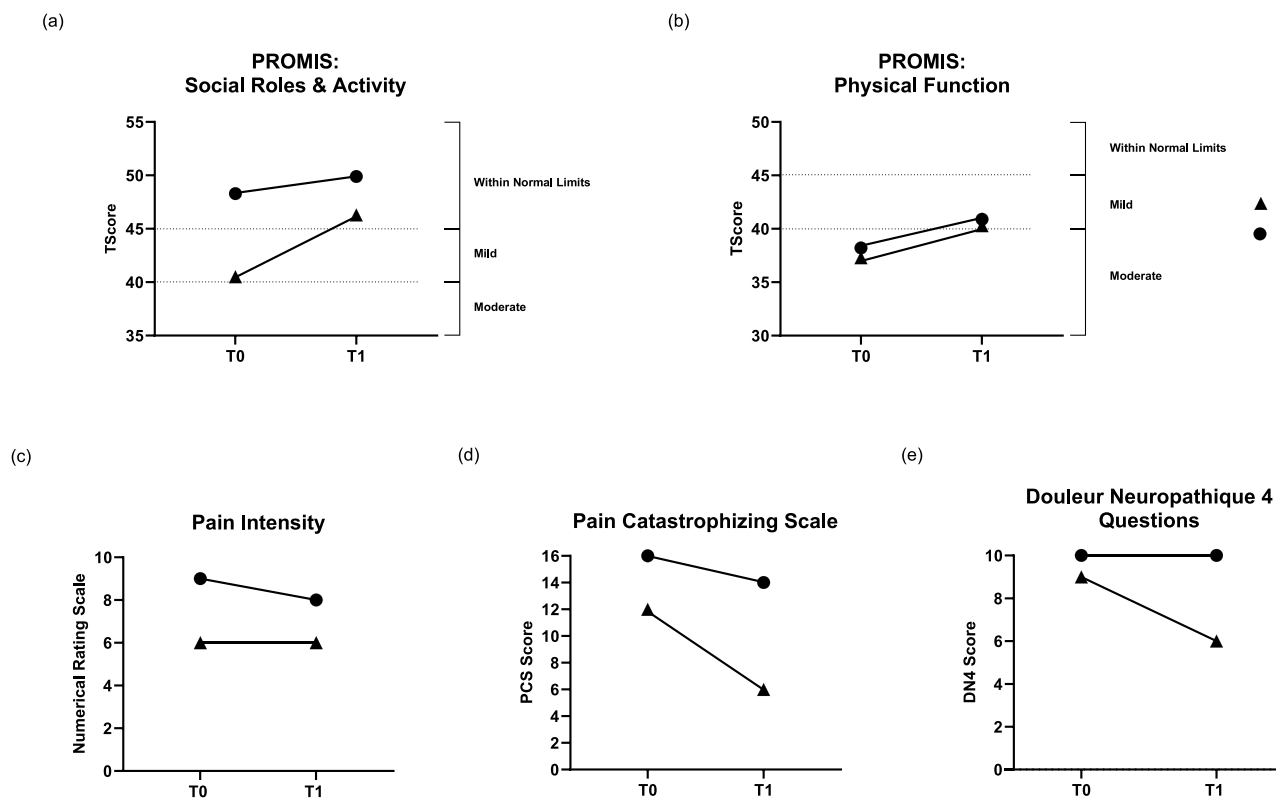 (a)
PROMIS:
Social Roles & Activity
TScore
55
50
45
40
35
T0
T1
Within Normal Limits
Mild
Moderate
(b)
PROMIS:
Physical Function
TScore
50
45
40
35
30
T0
T1
Within Normal Limits
Mild
Moderate
(c)
Pain Intensity
Numerical Rating Scale
10
8
6
4
2
0
T0
T1
(d)
Pain Catastrophizing Scale
PCS Score
16
14
12
10
8
6
4
2
0
T0
T1
(e)
Douleur Neuropathique 4
Questions
DN4 Score
10
8
6
4
2
0
T0
T1